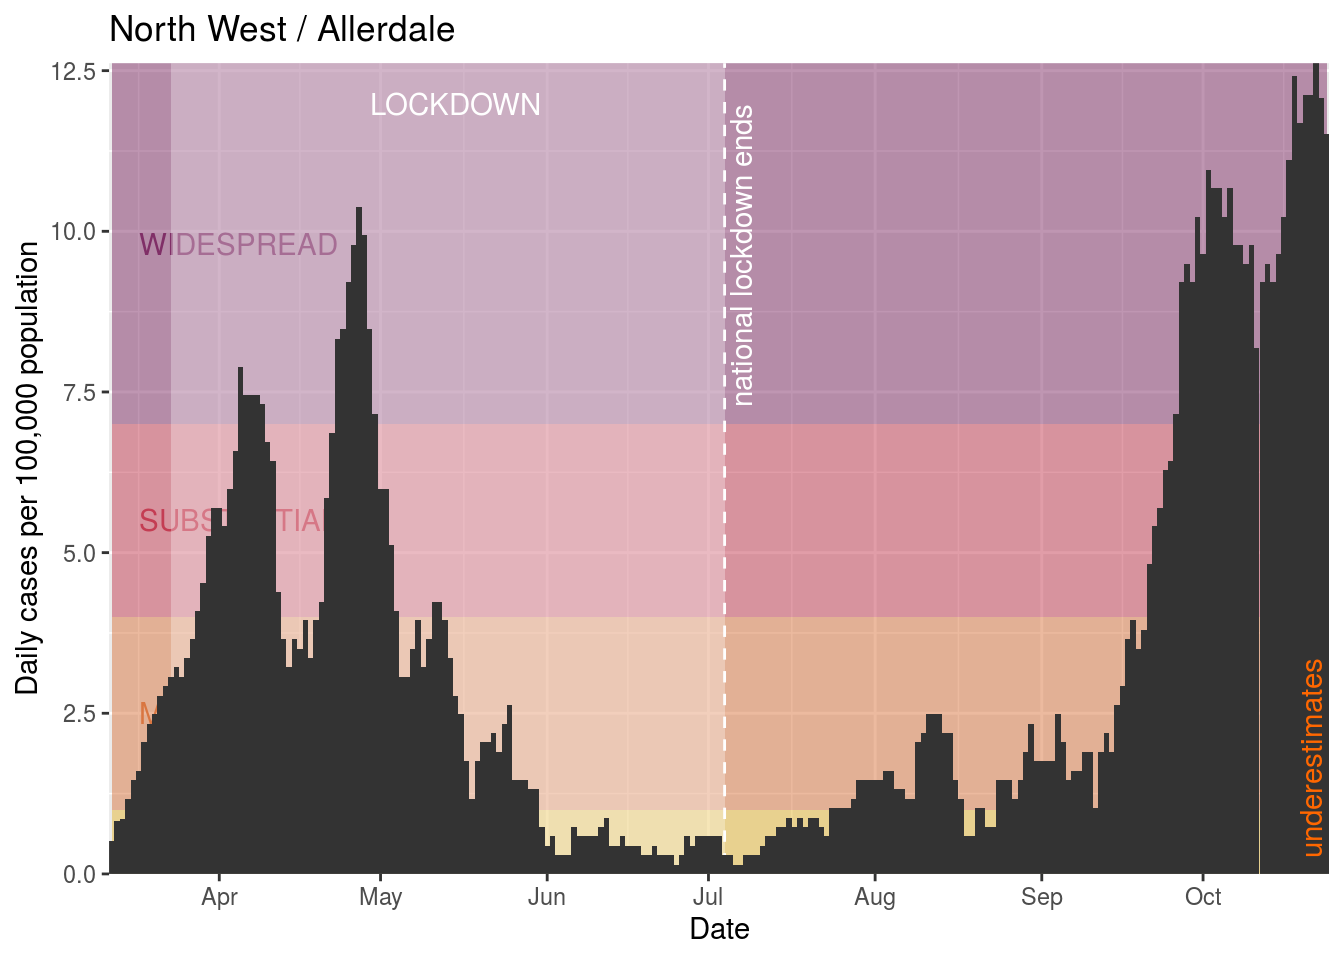 North West / Allerdale
Daily cases per 100,000 population
12.5
10.0
7.5
5.0
2.5
0.0
LOCKDOWN
WIDESPREAD
national lockdown ends
underestimates
Apr
May
Jun
Jul
Aug
Sep
Oct
Date